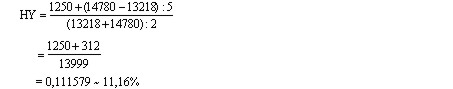 HY = 1250 + (14780 − 13218) : 5 / (13218 + 14780) : 2
= 1250 + 312 / 13999
= 0,111579 ~ 11,16%